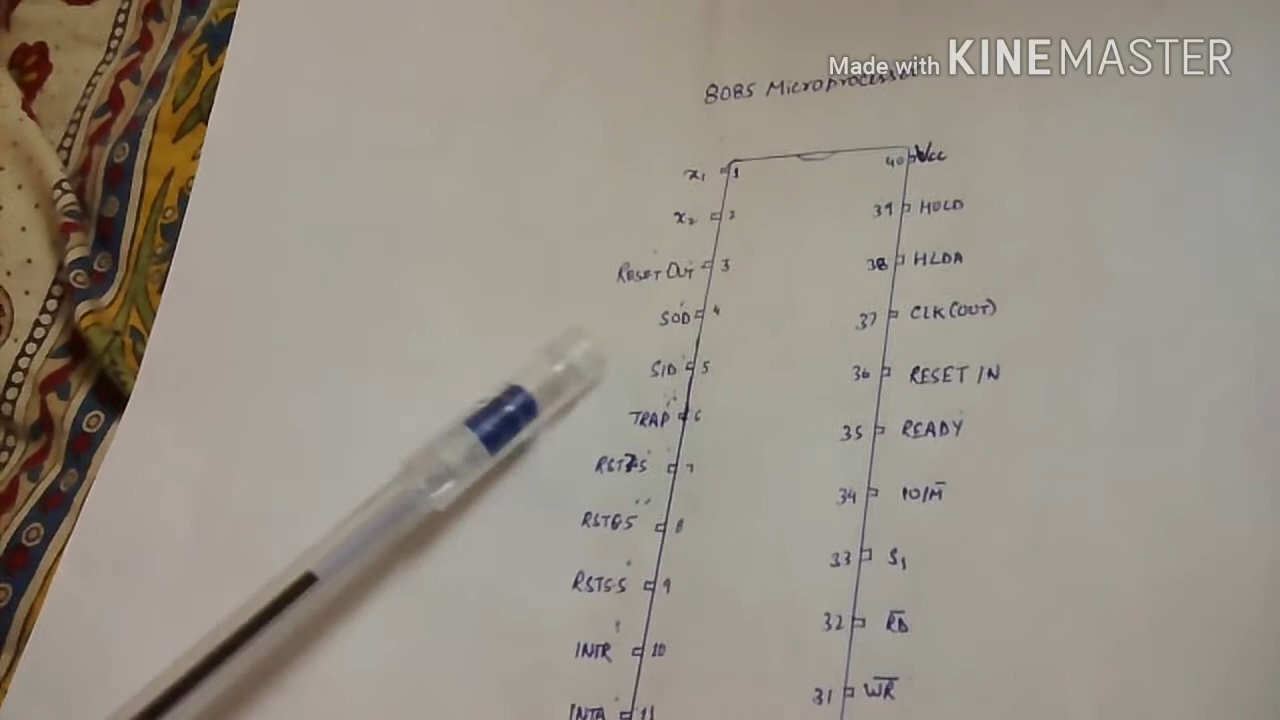 Made with KINEMASTER
8085 Microprocessor
x₁ 1 40 Vcc
x₂ 2 39 HOLD
RESET OUT 3 38 HLDA
SOD 4 37 CLK(OUT)
SID 5 36 RESET IN
TRAP 6 35 READY
RST7.5 7 34 IO/M̅
RST6.5 8 33 S₁
RST5.5 9 32 R̅D̅
INTR 10 31 W̅R̅
INTA 11